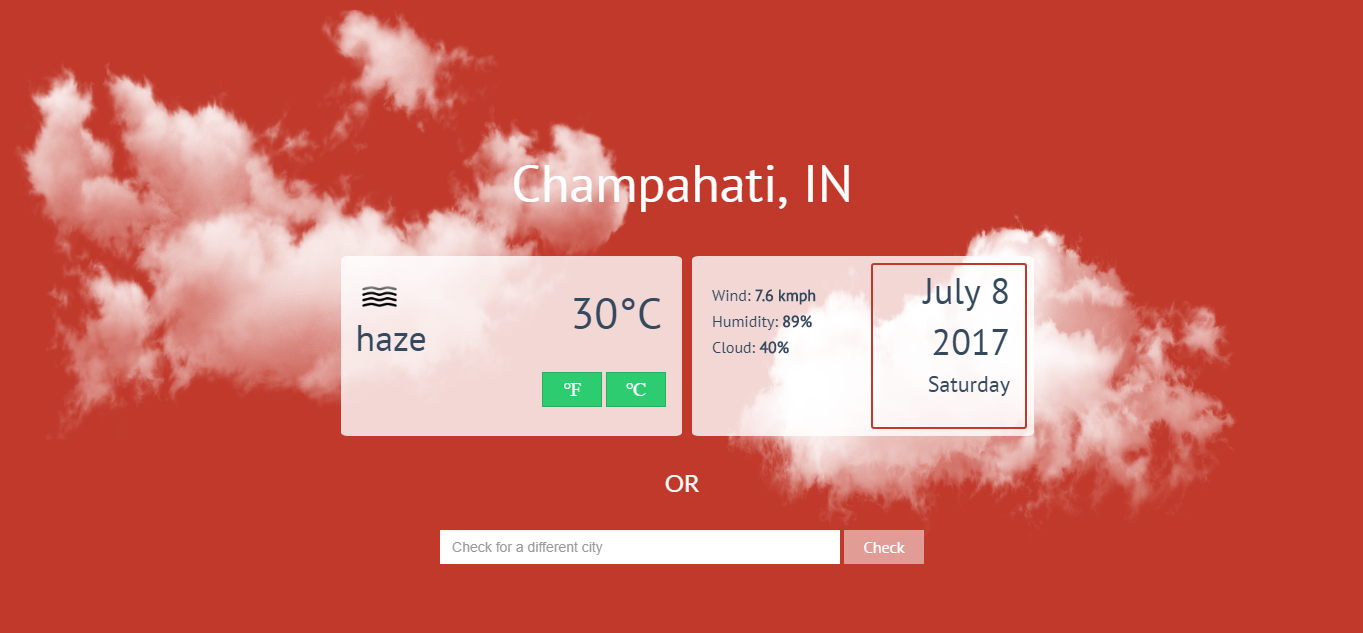 Champahati, IN
haze
30°C
°F °C
Wind: 7.6 kmph
Humidity: 89%
Cloud: 40%
July 8
2017
Saturday
OR
Check for a different city
Check